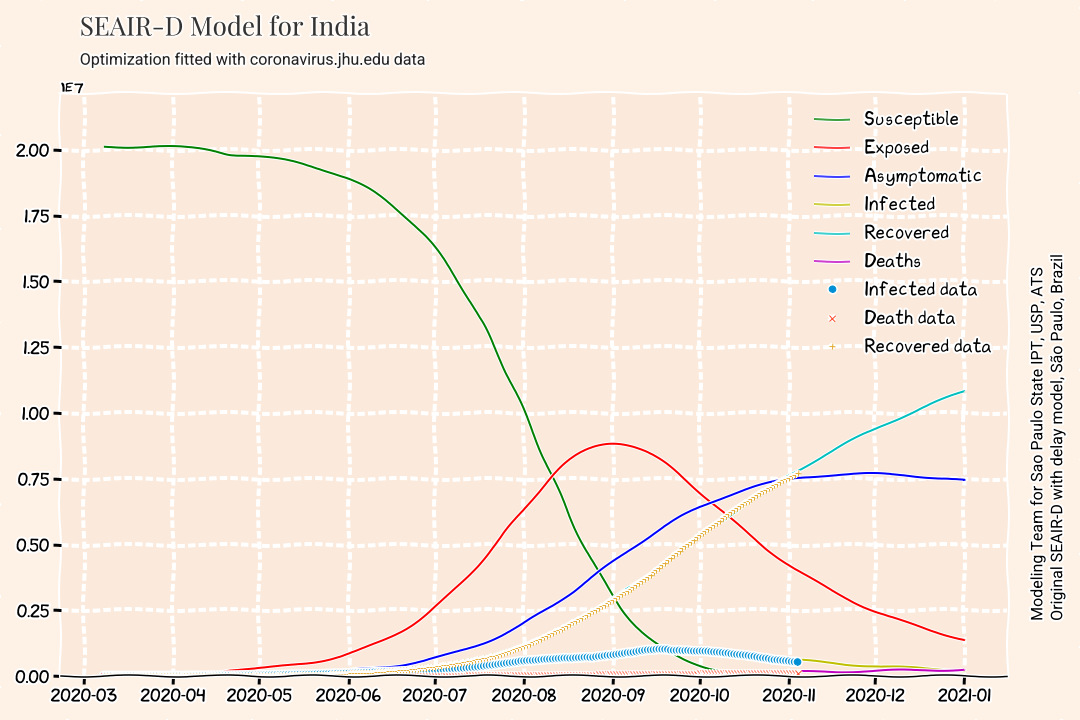 SEAIR-D Model for India
Optimization fitted with coronavirus.jhu.edu data
1E7
2.00
1.75
1.50
1.25
1.00
0.75
0.50
0.25
0.00
2020-03
2020-04
2020-05
2020-06
2020-07
2020-08
2020-09
2020-10
2020-11
2020-12
2021-01
Susceptible
Exposed
Asymptomatic
Infected
Recovered
Deaths
Infected data
Death data
Recovered data
Modeling Team for Sao Paulo State IPT, USP, ATS
Original SEAIR-D with delay model, São Paulo, Brazil